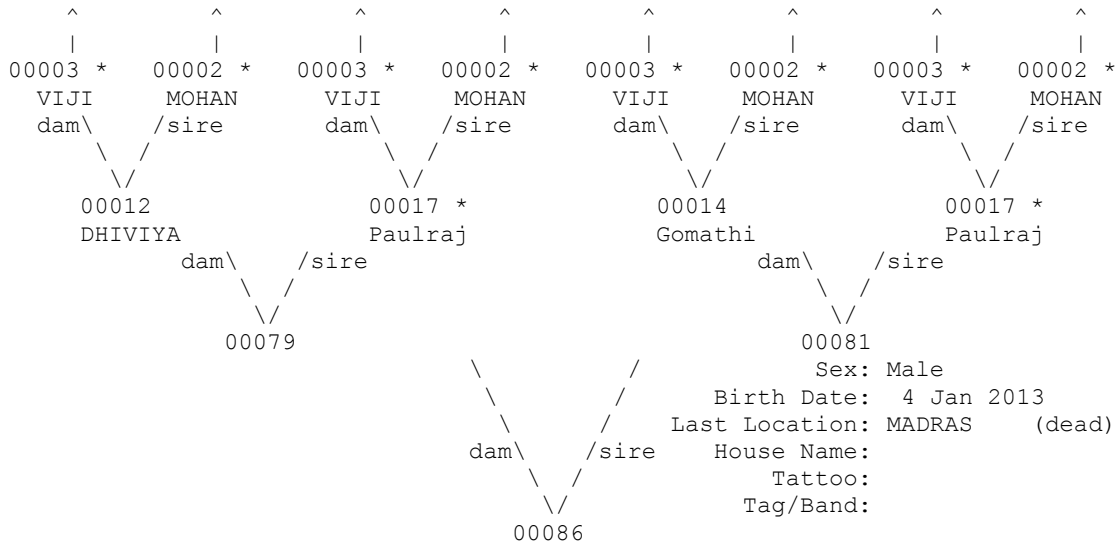 ^ ^ ^ ^ ^ ^ ^ ^
| | | | | | | |
00003 * 00002 * 00003 * 00002 * 00003 * 00002 * 00003 * 00002 *
VIJI MOHAN VIJI MOHAN VIJI MOHAN VIJI MOHAN
dam\ /sire dam\ /sire dam\ /sire dam\ /sire
\ / \ / \ / \ /
\/ \/ \/ \/
00012 00017 * 00014 00017 *
DHIVIYA Paulraj Gomathi Paulraj
dam\ /sire dam\ /sire
\ / \ /
\/ \/
00079 00081
\ / Sex: Male
\ / Birth Date: 4 Jan 2013
\ / Last Location: MADRAS (dead)
dam\ /sire House Name:
\ / Tattoo:
\/ Tag/Band:
00086